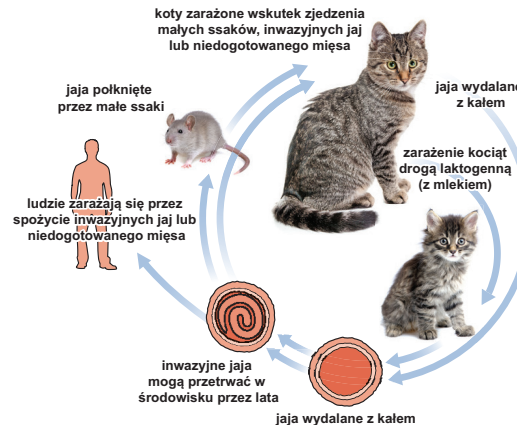 koty zarażone wskutek zjedzenia
małych ssaków, inwazyjnych jaj
lub niedogotowanego mięsa
jaja połknięte
przez małe ssaki
jaja wydalane
z kałem
zarażenie kociąt
drogą laktogenną
(z mlekiem)
ludzie zarażają się przez
spożycie inwazyjnych jaj lub
niedogotowanego mięsa
inwazyjne jaja
mogą przetrwać w
środowisku przez lata
jaja wydalane z kałem